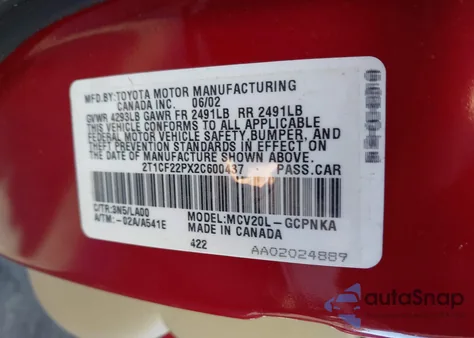 MFD.BY:TOYOTA MOTOR MANUFACTURING
CANADA INC. 06/02
GVWR 4293LB GAWR FR 2491LB RR 2491LB
THIS VEHICLE CONFORMS TO ALL APPLICABLE
FEDERAL MOTOR VEHICLE SAFETY,BUMPER, AND
THEFT PREVENTION STANDARDS IN EFFECT ON
THE DATE OF MANUFACTURE SHOWN ABOVE.
2T1CF22PX2C600437 PASS.CAR
C/TR:3N5/LA00 MODEL:MCV20L-GCPNKA
A/TM:-02A/A541E MADE IN CANADA
422 AA02024889
autoSnap